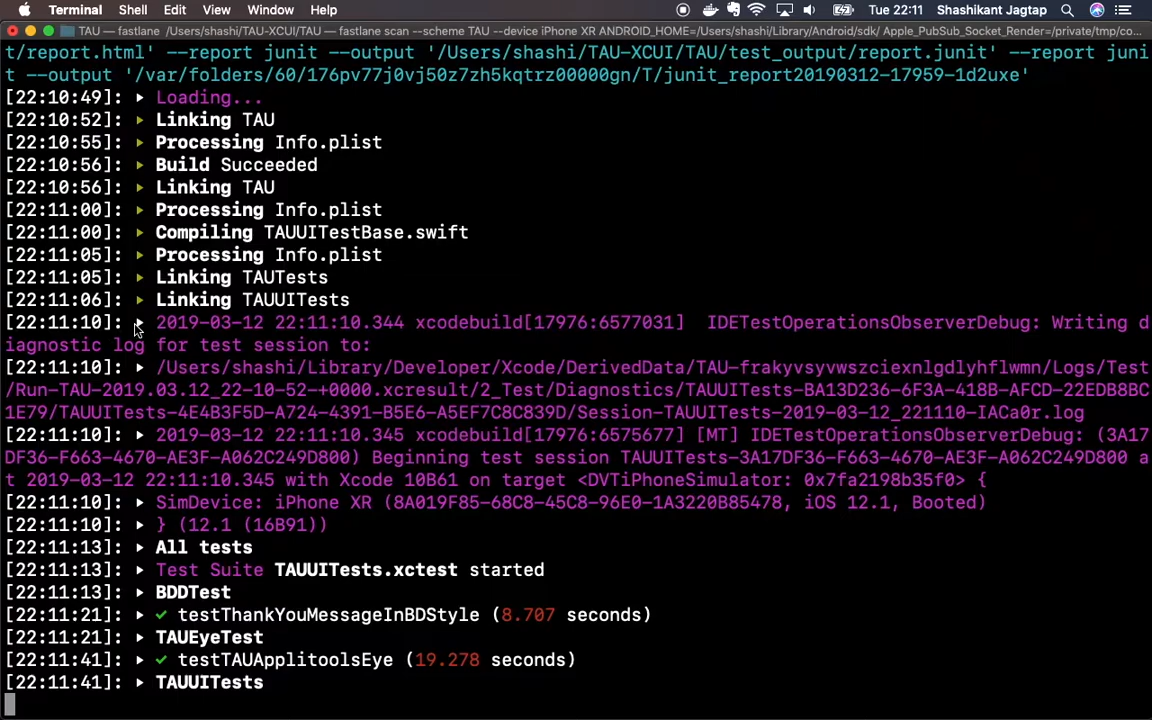 Terminal Shell Edit View Window Help Tue 22:11 Shashikant Jagtap
TAU — fastlane /Users/shashi/TAU-XCUI/TAU — fastlane scan --scheme TAU --device iPhone XR ANDROID_HOME=/Users/shashi/Library/Android/sdk/ Apple_PubSub_Socket_Render=/private/tmp/co...
t/report.html' --report junit --output '/Users/shashi/TAU-XCUI/TAU/test_output/report.junit' --report juni
t --output '/var/folders/60/176pv77j0vj50z7zh5kqtrz00000gn/T/junit_report20190312-17959-1d2uxe'
[22:10:49]: ▸ Loading...
[22:10:52]: ▸ Linking TAU
[22:10:55]: ▸ Processing Info.plist
[22:10:56]: ▸ Build Succeeded
[22:10:56]: ▸ Linking TAU
[22:11:00]: ▸ Processing Info.plist
[22:11:00]: ▸ Compiling TAUUITestBase.swift
[22:11:05]: ▸ Processing Info.plist
[22:11:05]: ▸ Linking TAUTests
[22:11:06]: ▸ Linking TAUUITests
[22:11:10]: ▸ 2019-03-12 22:11:10.344 xcodebuild[17976:6577031]  IDETestOperationsObserverDebug: Writing d
iagnostic log for test session to:
[22:11:10]: ▸ /Users/shashi/Library/Developer/Xcode/DerivedData/TAU-frakyvsyvwszciexnlgdlyhflwmn/Logs/Test
/Run-TAU-2019.03.12_22-10-52-+0000.xcresult/2_Test/Diagnostics/TAUUITests-BA13D236-6F3A-418B-AFCD-22EDB8BC
1E79/TAUUITests-4E4B3F5D-A724-4391-B5E6-A5EF7C8C839D/Session-TAUUITests-2019-03-12_221110-IACa0r.log
[22:11:10]: ▸ 2019-03-12 22:11:10.345 xcodebuild[17976:6575677] [MT] IDETestOperationsObserverDebug: (3A17
DF36-F663-4670-AE3F-A062C249D800) Beginning test session TAUUITests-3A17DF36-F663-4670-AE3F-A062C249D800 a
t 2019-03-12 22:11:10.345 with Xcode 10B61 on target <DVTiPhoneSimulator: 0x7fa2198b35f0> {
[22:11:10]: ▸ SimDevice: iPhone XR (8A019F85-68C8-45C8-96E0-1A3220B85478, iOS 12.1, Booted)
[22:11:10]: ▸ } (12.1 (16B91))
[22:11:13]: ▸ All tests
[22:11:13]: ▸ Test Suite TAUUITests.xctest started
[22:11:13]: ▸ BDDTest
[22:11:21]: ▸ ✓ testThankYouMessageInBDStyle (8.707 seconds)
[22:11:21]: ▸ TAUEyeTest
[22:11:41]: ▸ ✓ testTAUApplitoolsEye (19.278 seconds)
[22:11:41]: ▸ TAUUITests